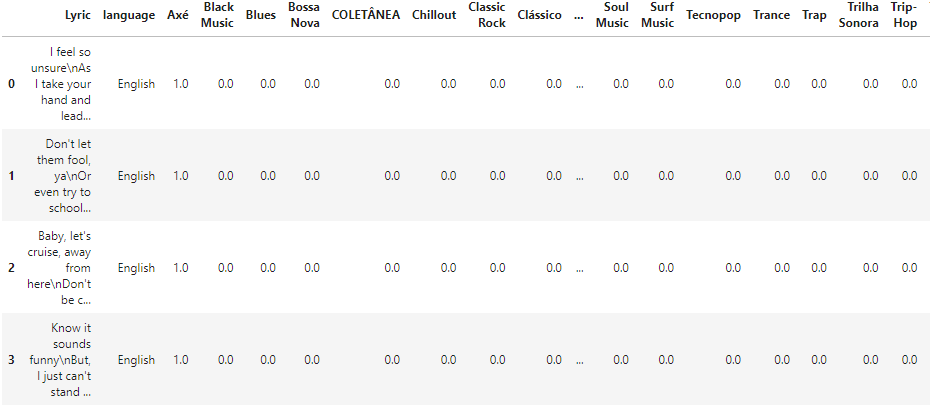 Lyric language Axé Black Music Blues Bossa Nova COLETÂNEA Chillout Classic Rock Clássico ... Soul Music Surf Music Tecnopop Trance Trap Trilha Sonora Trip-Hop
0 I feel so unsure\nAs I take your hand and lead... English 1.0 0.0 0.0 0.0 0.0 0.0 0.0 0.0 ... 0.0 0.0 0.0 0.0 0.0 0.0 0.0
1 Don't let them fool, ya\nOr even try to school... English 1.0 0.0 0.0 0.0 0.0 0.0 0.0 0.0 ... 0.0 0.0 0.0 0.0 0.0 0.0 0.0
2 Baby, let's cruise, away from here\nDon't be c... English 1.0 0.0 0.0 0.0 0.0 0.0 0.0 0.0 ... 0.0 0.0 0.0 0.0 0.0 0.0 0.0
3 Know it sounds funny\nBut, I just can't stand ... English 1.0 0.0 0.0 0.0 0.0 0.0 0.0 0.0 ... 0.0 0.0 0.0 0.0 0.0 0.0 0.0